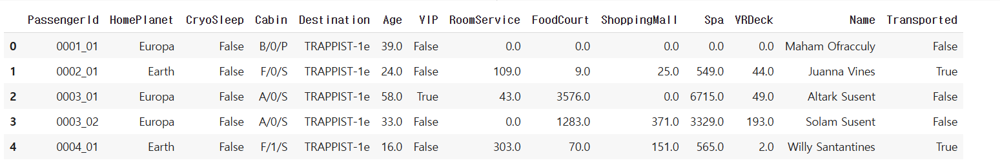 PassengerId HomePlanet CryoSleep Cabin Destination Age VIP RoomService FoodCourt ShoppingMall Spa VRDeck Name Transported
0 0001_01 Europa False B/0/P TRAPPIST-1e 39.0 False 0.0 0.0 0.0 0.0 0.0 Maham Ofracculy False
1 0002_01 Earth False F/0/S TRAPPIST-1e 24.0 False 109.0 9.0 25.0 549.0 44.0 Juanna Vines True
2 0003_01 Europa False A/0/S TRAPPIST-1e 58.0 True 43.0 3576.0 0.0 6715.0 49.0 Altark Susent False
3 0003_02 Europa False A/0/S TRAPPIST-1e 33.0 False 0.0 1283.0 371.0 3329.0 193.0 Solam Susent False
4 0004_01 Earth False F/1/S TRAPPIST-1e 16.0 False 303.0 70.0 151.0 565.0 2.0 Willy Santantines True